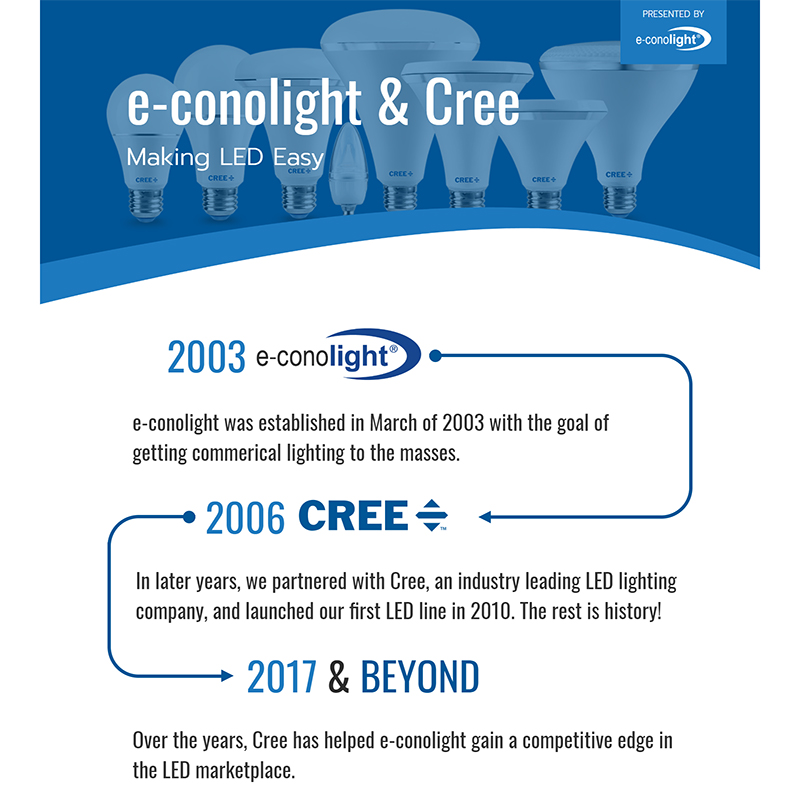 PRESENTED BY
e-conolight®
e-conolight & Cree
Making LED Easy
CREE
CREE
CREE
CREE
CREE
CREE
CREE
2003 e-conolight®
e-conolight was established in March of 2003 with the goal of
getting commerical lighting to the masses.
2006 CREE™
In later years, we partnered with Cree, an industry leading LED lighting
company, and launched our first LED line in 2010. The rest is history!
2017 & BEYOND
Over the years, Cree has helped e-conolight gain a competitive edge in
the LED marketplace.